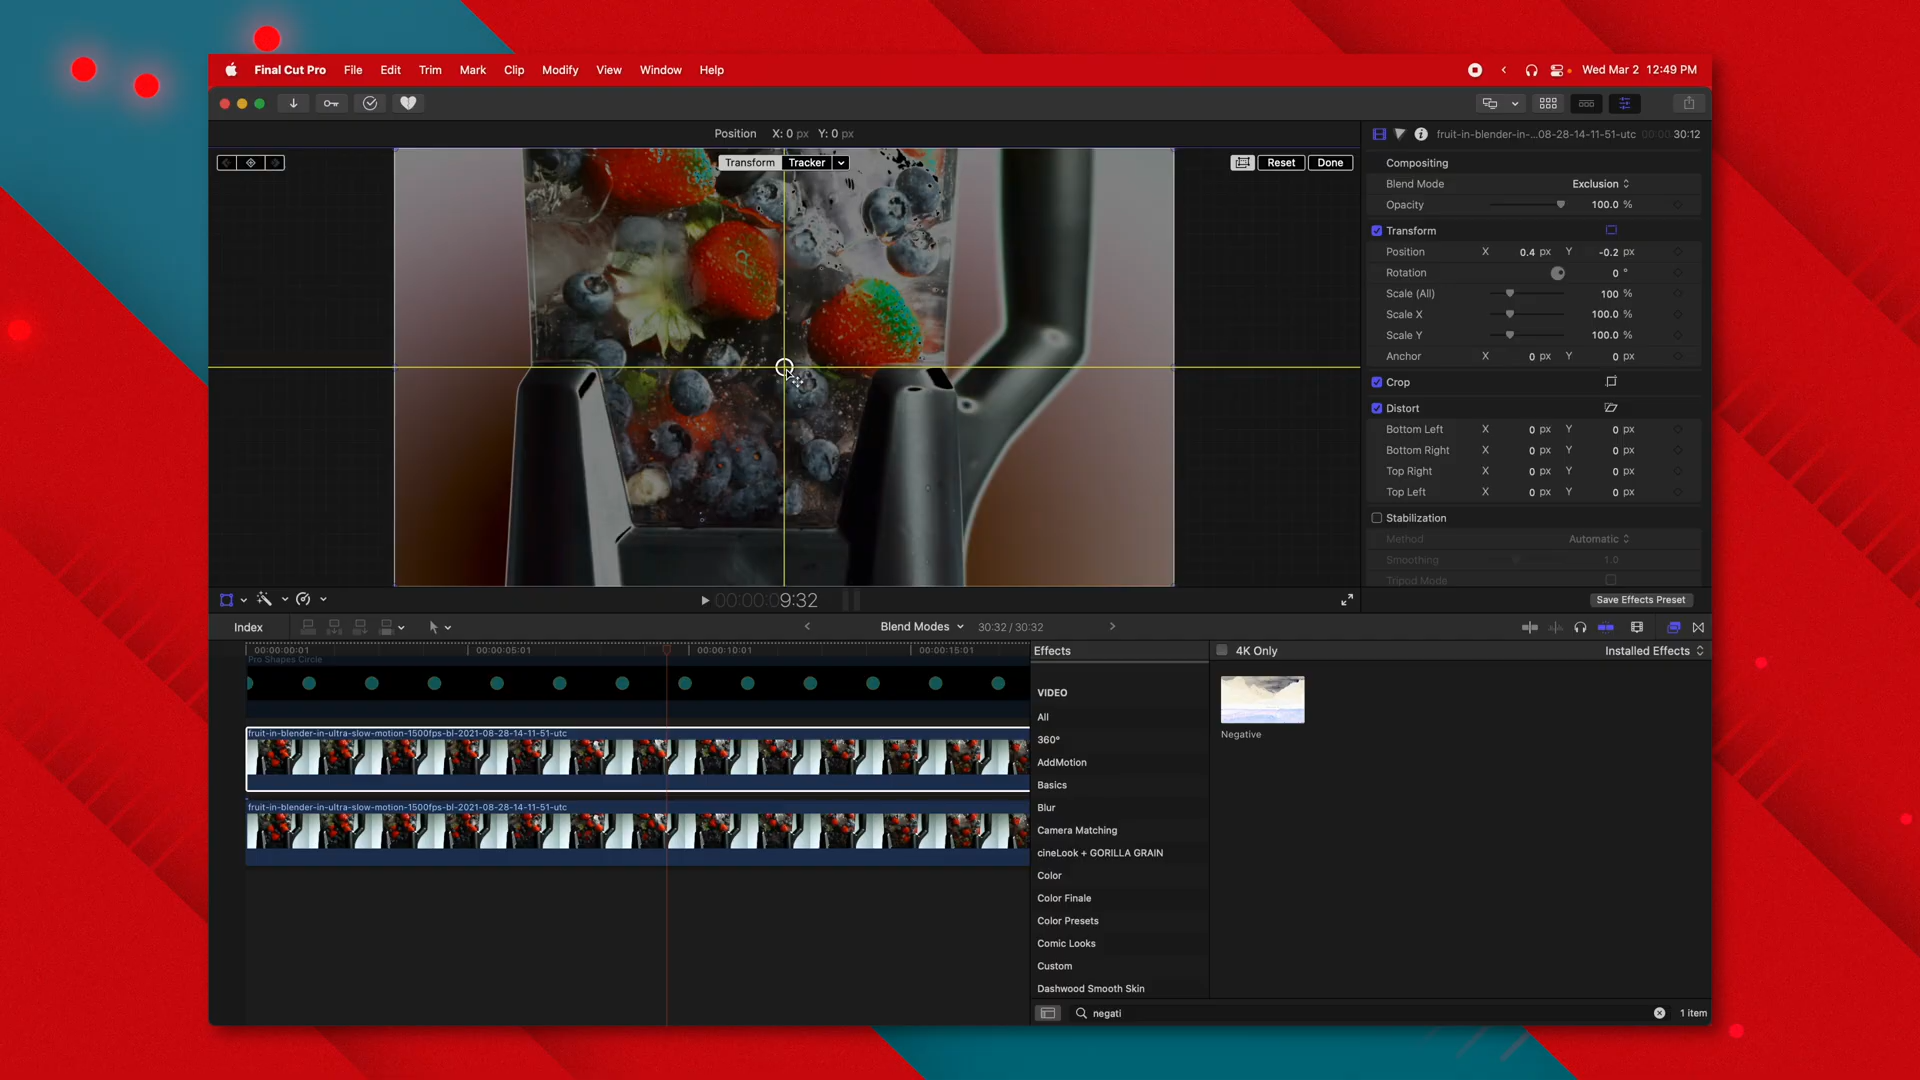 Final Cut Pro File Edit Trim Mark Clip Modify View Window Help Wed Mar 2 12:49 PM
Position X: 0 px Y: 0 px
fruit-in-blender-in-...08-28-14-11-51-utc 00:00 30:12
Transform Tracker Reset Done
Compositing
Blend Mode Exclusion
Opacity 100.0 %
Transform
Position X 0.4 px Y -0.2 px
Rotation 0 °
Scale (All) 100 %
Scale X 100.0 %
Scale Y 100.0 %
Anchor X 0 px Y 0 px
Crop
Distort
Bottom Left X 0 px Y 0 px
Bottom Right X 0 px Y 0 px
Top Right X 0 px Y 0 px
Top Left X 0 px Y 0 px
Stabilization
Method Automatic
Smoothing 1.0
Tripod Mode
00:00:09:32
Save Effects Preset
Index Blend Modes 30:32 / 30:32
00:00:00:01 00:00:05:01 00:00:10:01 00:00:15:01
Effects 4K Only Installed Effects
Pro Shapes Circle
VIDEO
All
360°
AddMotion
Basics
Blur
Camera Matching
cineLook + GORILLA GRAIN
Color
Color Finale
Color Presets
Comic Looks
Custom
Dashwood Smooth Skin
Negative
fruit-in-blender-in-ultra-slow-motion-1500fps-bl-2021-08-28-14-11-51-utc
fruit-in-blender-in-ultra-slow-motion-1500fps-bl-2021-08-28-14-11-51-utc
negati 1 item